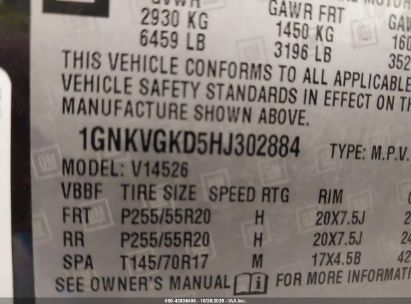 GVWR GAWR FRT GAWR
2930 KG 1450 KG
6459 LB 3196 LB
THIS VEHICLE CONFORMS TO ALL APPLICABLE
VEHICLE SAFETY STANDARDS IN EFFECT ON
MANUFACTURE SHOWN ABOVE.
1GNKVGKD5HJ302884 TYPE: M.P.V.
MODEL: V14526
VBBF TIRE SIZE SPEED RTG RIM
FRT P255/55R20 H 20X7.5J
RR P255/55R20 H 20X7.5J
SPA T145/70R17 M 17X4.5B
SEE OWNER'S MANUAL i FOR MORE